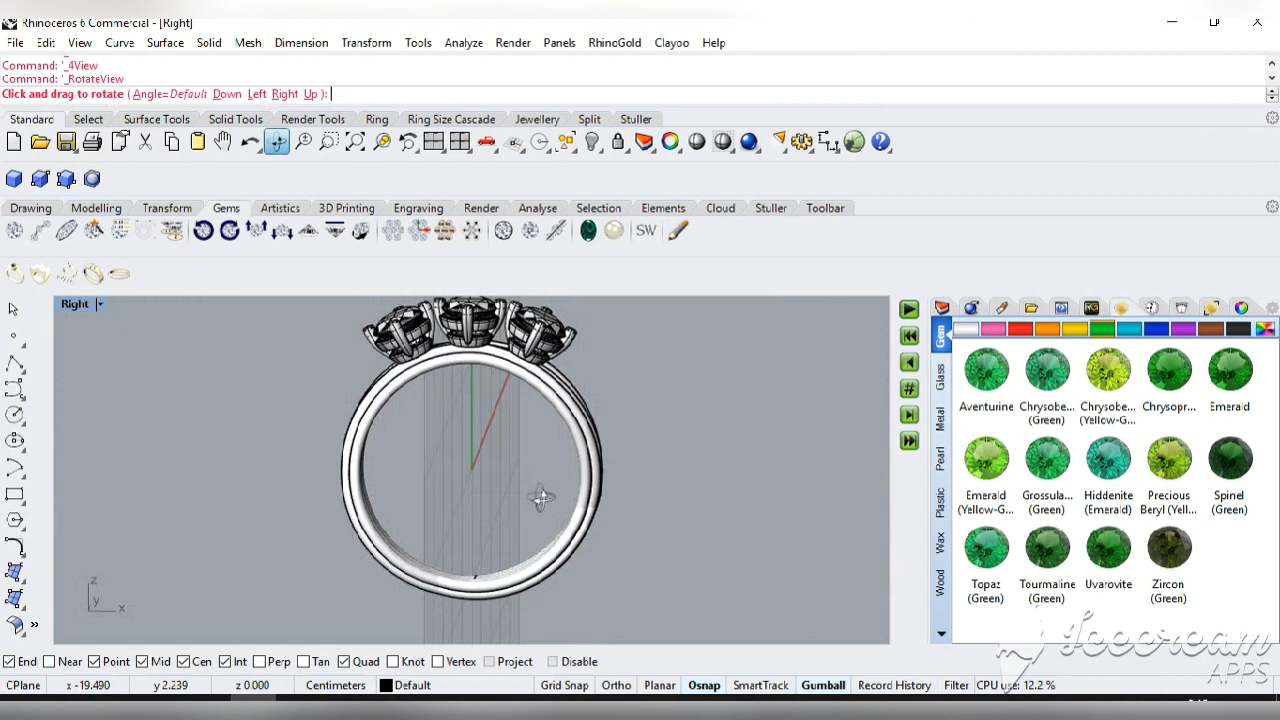 Rhinoceros 6 Commercial - [Right]
File Edit View Curve Surface Solid Mesh Dimension Transform Tools Analyze Render Panels RhinoGold Clayoo Help
Command: '_4View
Command: '_RotateView
Click and drag to rotate ( Angle=Default Down Left Right Up ):
Standard Select Surface Tools Solid Tools Render Tools Ring Ring Size Cascade Jewellery Split Stuller
Drawing Modelling Transform Gems Artistics 3D Printing Engraving Render Analyse Selection Elements Cloud Stuller Toolbar
SW
Right
Gem
Glass
Metal
Pearl
Plastic
Wax
Wood
Aventurine Chrysobe... (Green) Chrysobe... (Yellow-G... Chrysopr... Emerald
Emerald (Yellow-G... Grossula... (Green) Hiddenite (Emerald) Precious Beryl (Yell... Spinel (Green)
Topaz (Green) Tourmaline (Green) Uvarovite Zircon (Green)
z
y
x
#
Icecream
APPS
End Near Point Mid Cen Int Perp Tan Quad Knot Vertex Project Disable
CPlane x -19.490 y 2.239 z 0.000 Centimeters Default Grid Snap Ortho Planar Osnap SmartTrack Gumball Record History Filter CPU use: 12.2 %